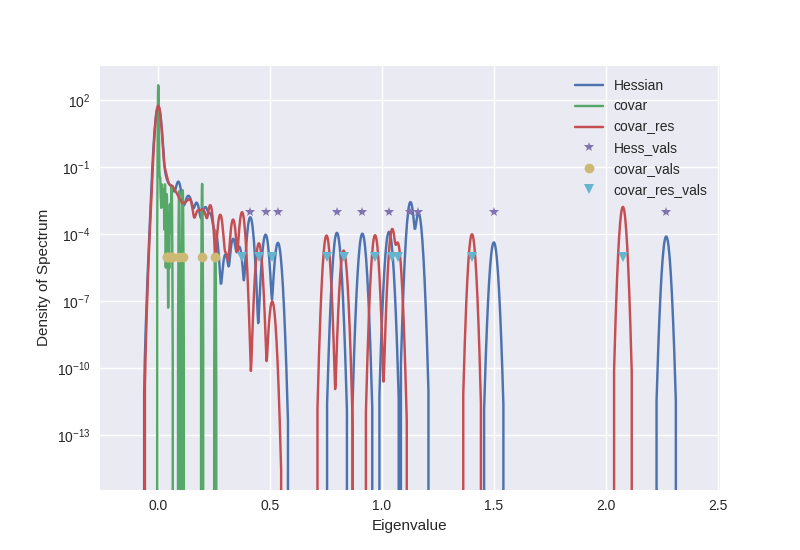 Hessian
covar
covar_res
Hess_vals
covar_vals
covar_res_vals
10^2
10^-1
10^-4
10^-7
10^-10
10^-13
Density of Spectrum
0.0 0.5 1.0 1.5 2.0 2.5
Eigenvalue